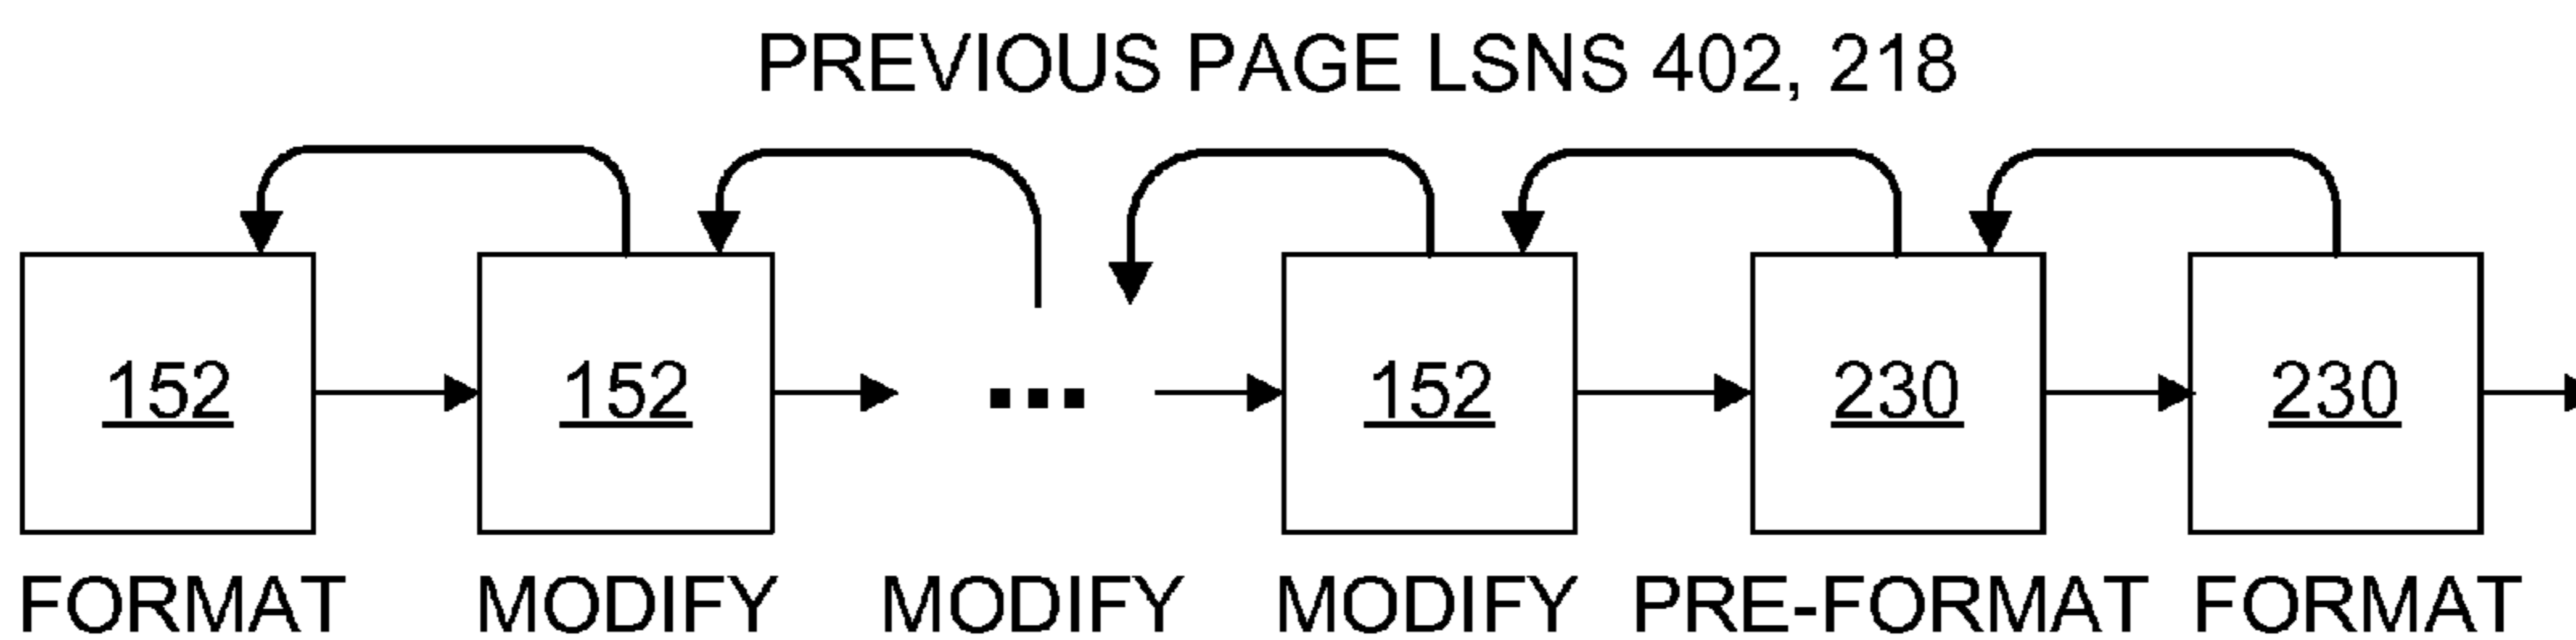 PREVIOUS PAGE LSNS 402, 218
152 152 ... 152 230 230
FORMAT MODIFY MODIFY MODIFY PRE-FORMAT FORMAT